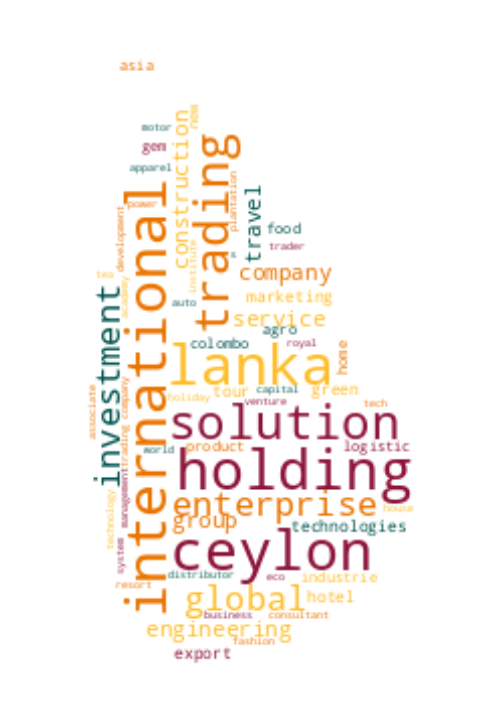 asia
new
motor
construction
gem
trading
apparel
plantation
international
travel
power
development
food
trader
institute
company
tea
academy
marketing
auto
service
investment
agro
colombo
royal
home
lanka
associate
trading company
holiday
tour
capital
green
venture
tech
solution
world
product
logistic
holding
management
enterprise
house
technology
group
technologies
ceylon
system
distributor
eco
industrie
resort
global
hotel
business
consultant
engineering
fashion
export